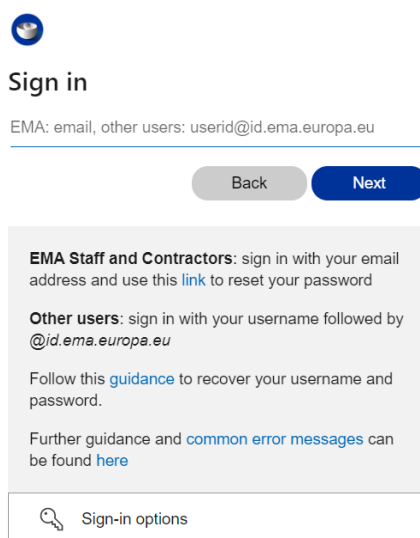 Sign in
EMA: email, other users: userid@id.ema.europa.eu
Back
Next
EMA Staff and Contractors: sign in with your email
address and use this link to reset your password
Other users: sign in with your username followed by
@id.ema.europa.eu
Follow this guidance to recover your username and
password.
Further guidance and common error messages can
be found here
Sign-in options